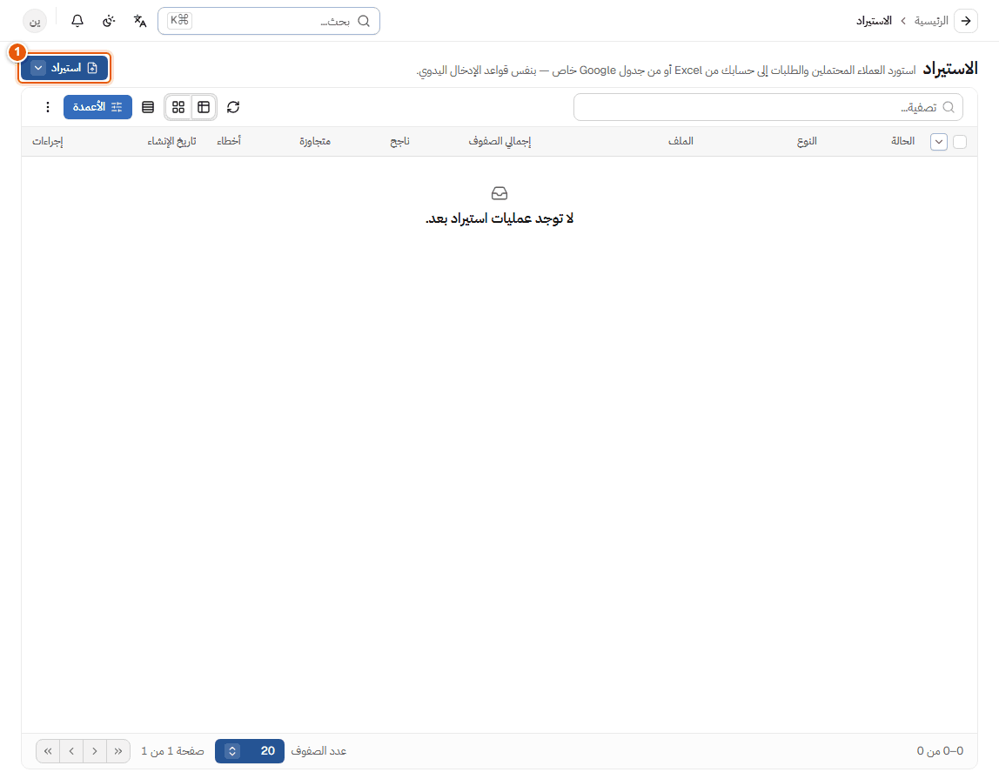 الرئيسية > الاستيراد
بحث... ⌘K
ين
1
الاستيراد استورد العملاء المحتملين والطلبات إلى حسابك من Excel أو من جدول Google خاص — بنفس قواعد الإدخال اليدوي.
استيراد
تصفية...
الأعمدة
الحالة النوع الملف إجمالي الصفوف ناجح متجاوزة أخطاء تاريخ الإنشاء إجراءات
لا توجد عمليات استيراد بعد.
0–0 من 0
عدد الصفوف 20 صفحة 1 من 1